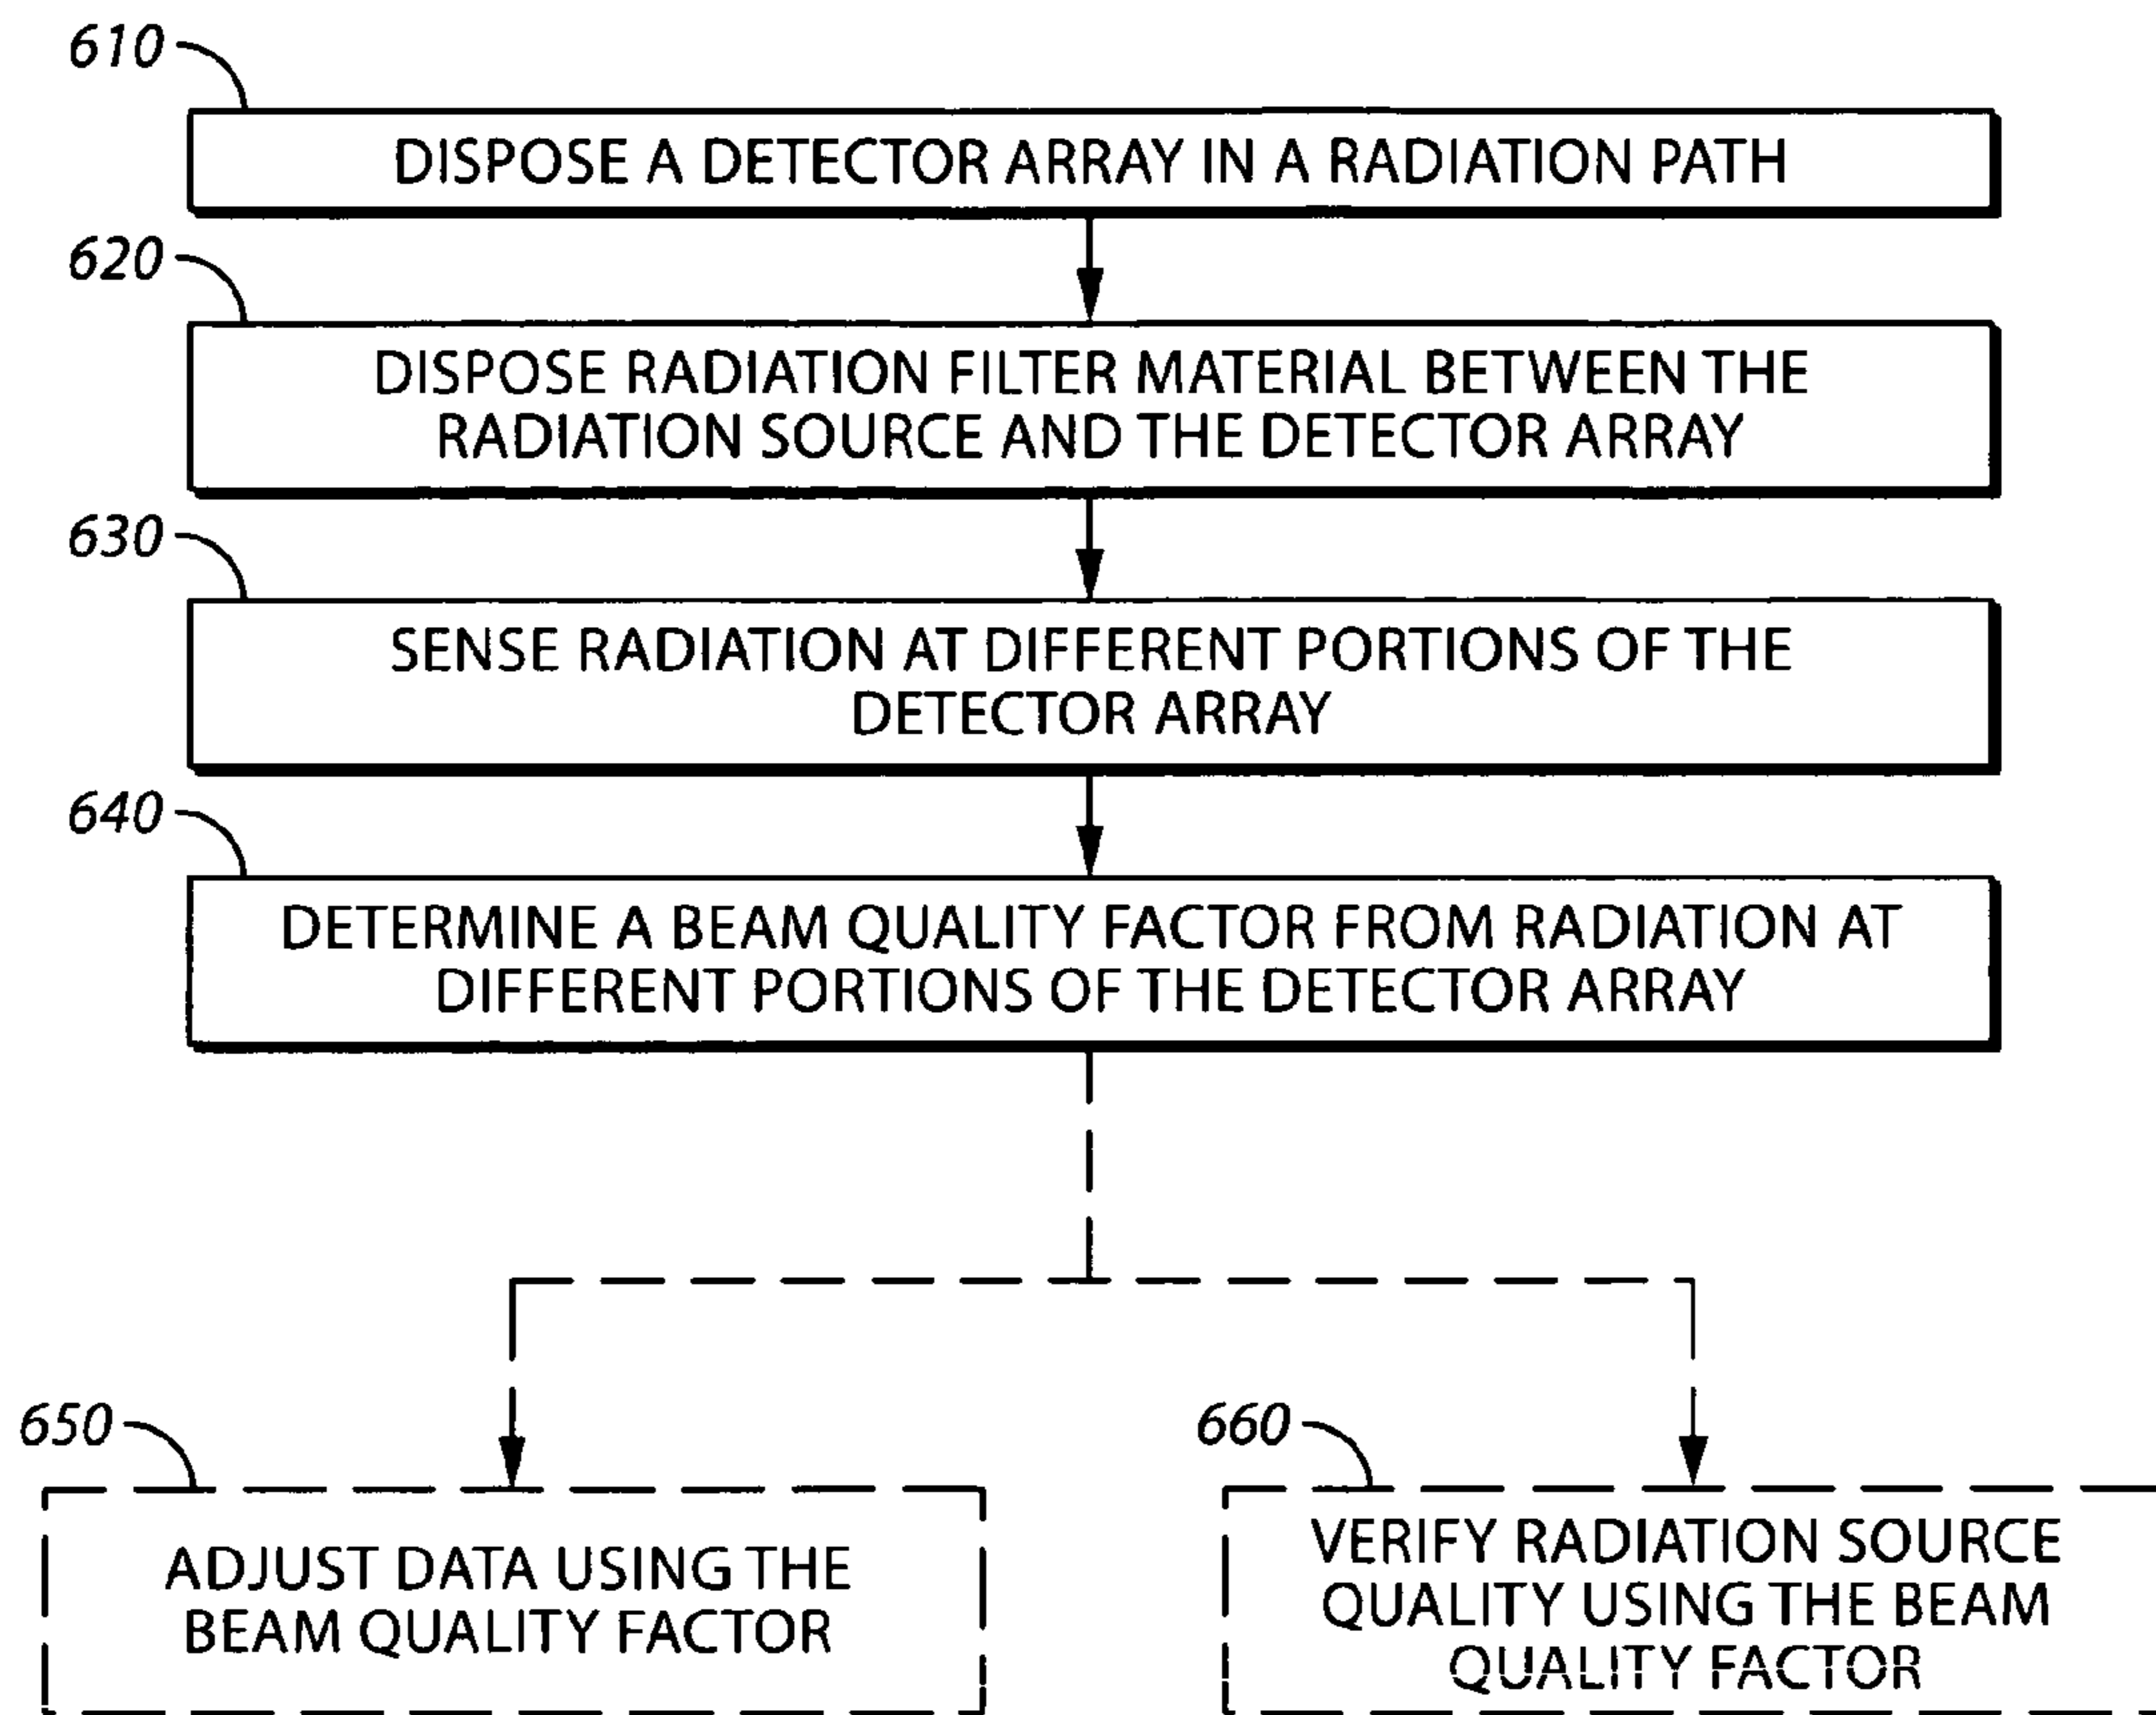 610
DISPOSE A DETECTOR ARRAY IN A RADIATION PATH
620
DISPOSE RADIATION FILTER MATERIAL BETWEEN THE
RADIATION SOURCE AND THE DETECTOR ARRAY
630
SENSE RADIATION AT DIFFERENT PORTIONS OF THE
DETECTOR ARRAY
640
DETERMINE A BEAM QUALITY FACTOR FROM RADIATION AT
DIFFERENT PORTIONS OF THE DETECTOR ARRAY
650
ADJUST DATA USING THE
BEAM QUALITY FACTOR
660
VERIFY RADIATION SOURCE
QUALITY USING THE BEAM
QUALITY FACTOR